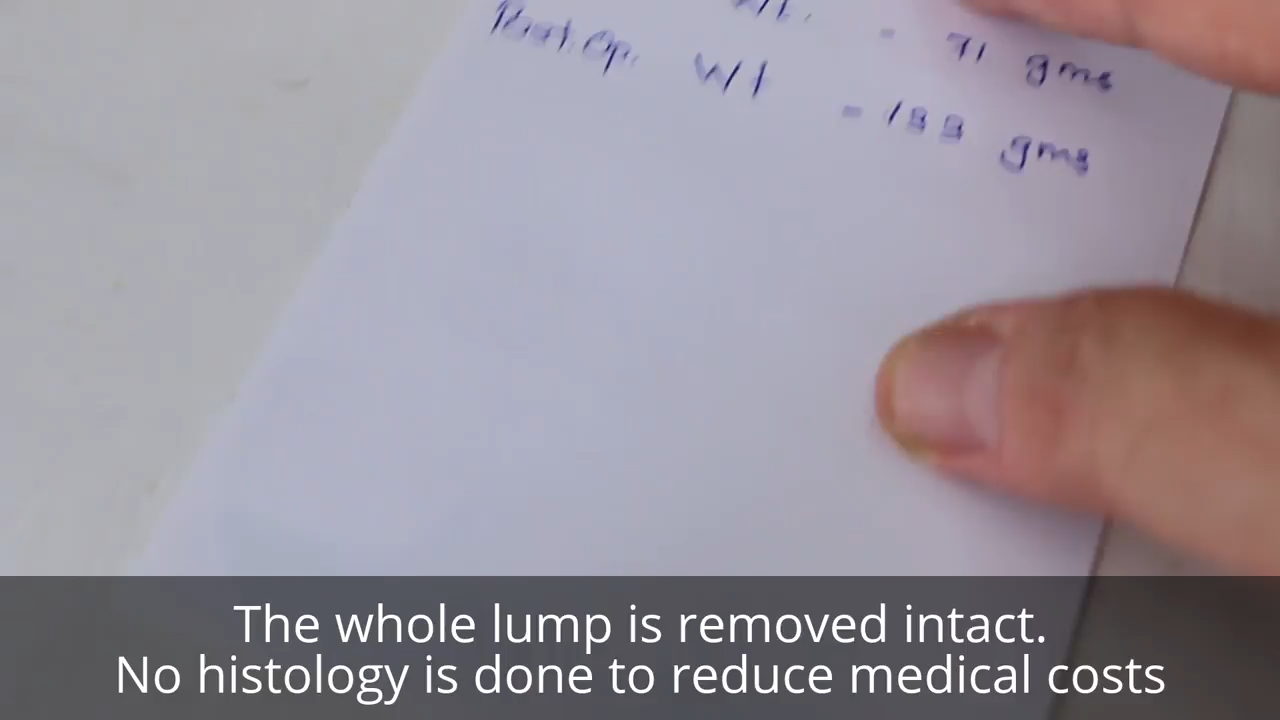 = 71 gms
Post.Op. Wt = gms
The whole lump is removed intact.
No histology is done to reduce medical costs